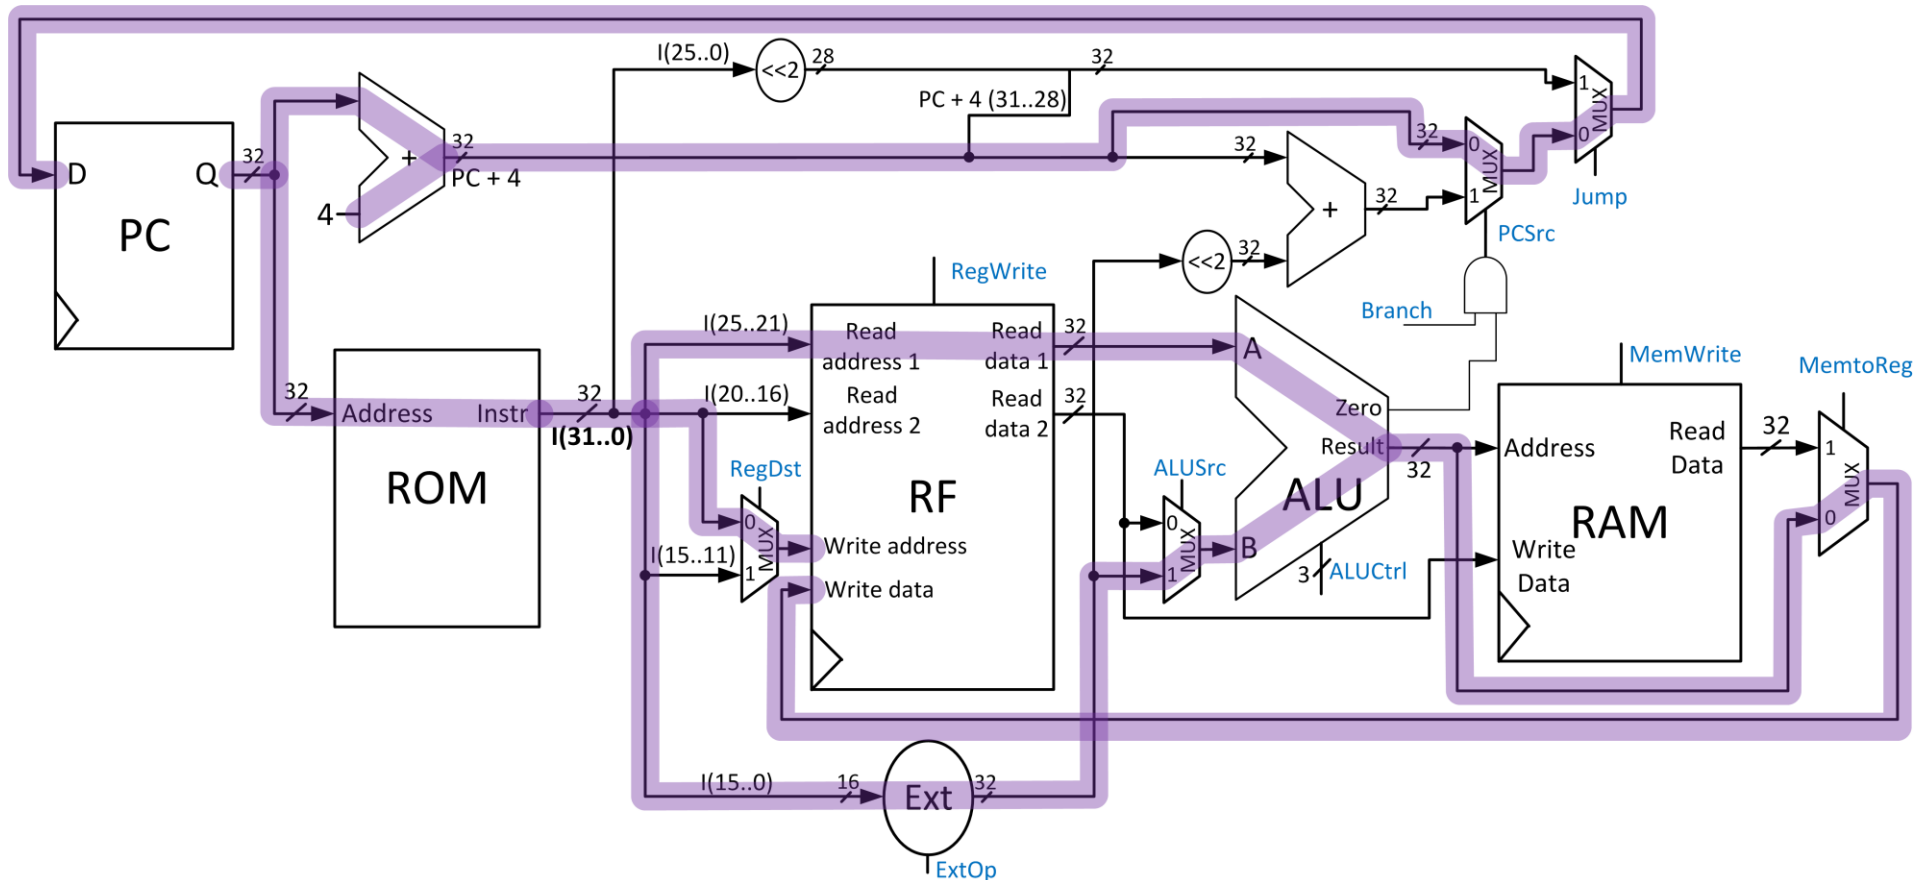 I(25..0)
<<2
28
32
1
MUX
0
Jump
PC + 4 (31..28)
D
Q
32
PC
+
4
32
PC + 4
32
+
32
32
0
MUX
1
PCSrc
<<2
32
RegWrite
Branch
I(25..21)
Read
address 1
Read
data 1
32
A
I(20..16)
Read
address 2
Read
data 2
32
32
Address
Instr
32
I(31..0)
ROM
RegDst
0
MUX
1
I(15..11)
RF
Write address
Write data
ALUSrc
0
MUX
1
B
Zero
Result
32
ALU
3
ALUCtrl
MemWrite
Address
Read
Data
32
RAM
Write
Data
MemtoReg
1
MUX
0
I(15..0)
16
Ext
32
ExtOp